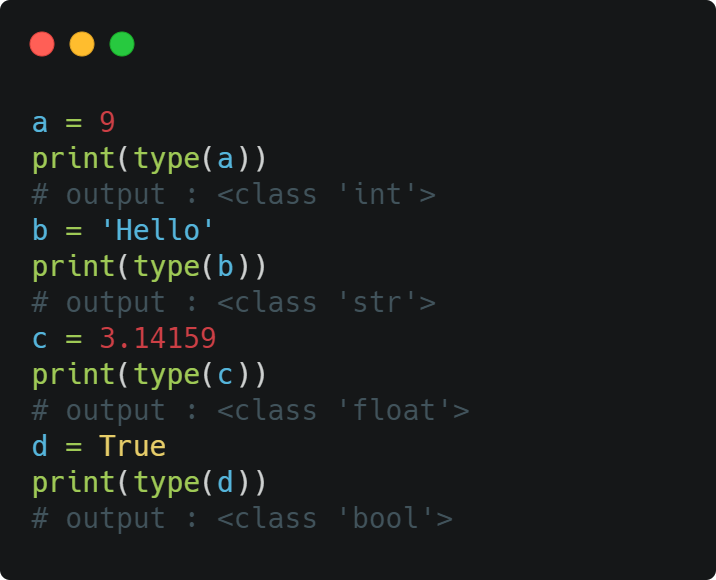 a = 9
print(type(a))
# output : <class 'int'>
b = 'Hello'
print(type(b))
# output : <class 'str'>
c = 3.14159
print(type(c))
# output : <class 'float'>
d = True
print(type(d))
# output : <class 'bool'>